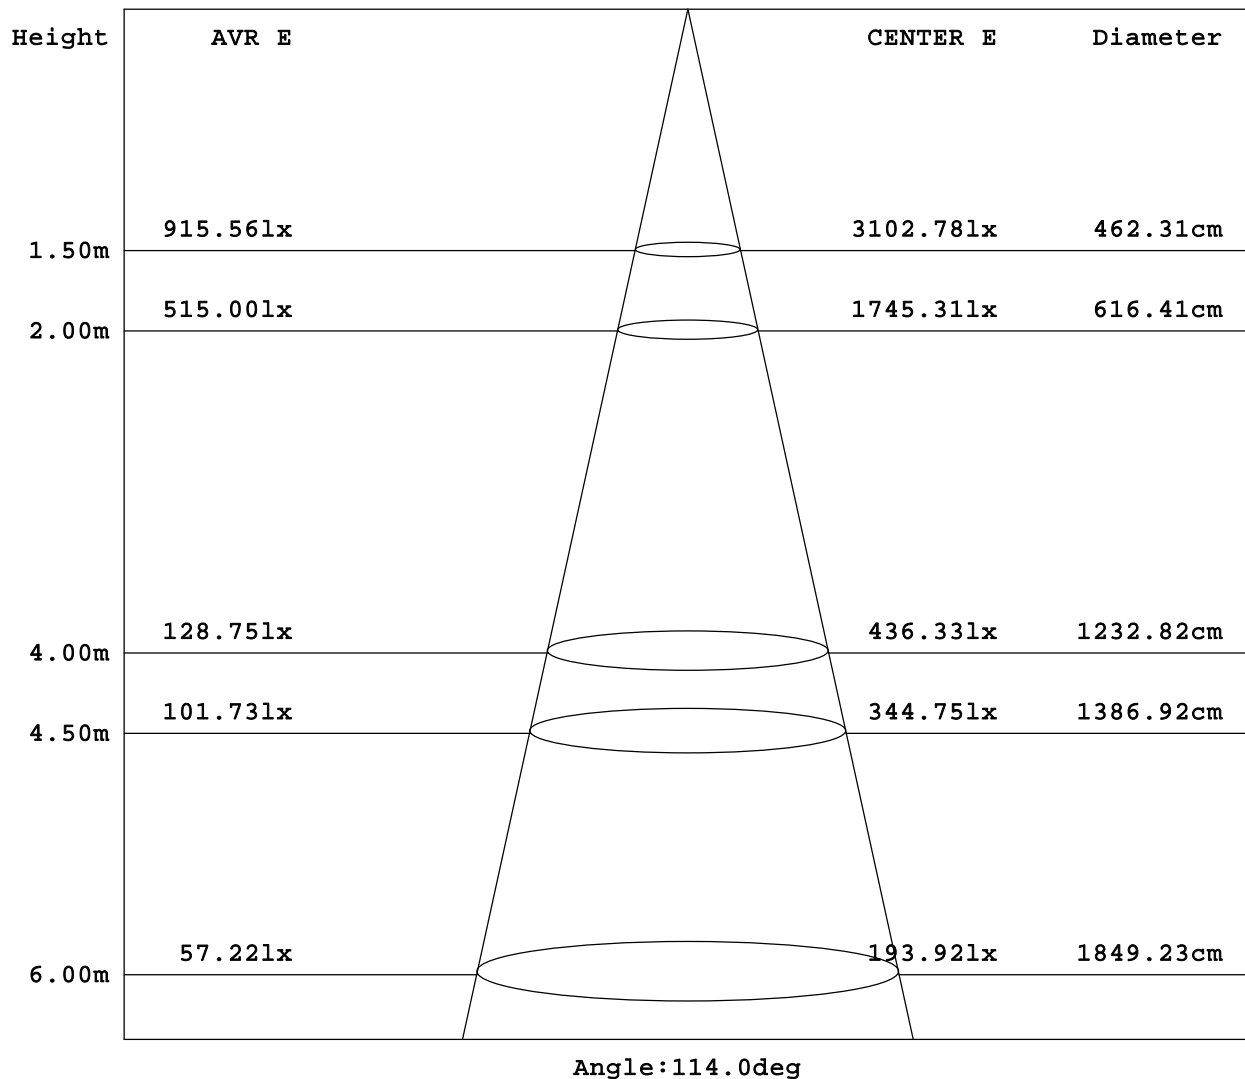 Height AVR E CENTER E Diameter
915.56lx 3102.78lx 462.31cm
1.50m
515.00lx 1745.31lx 616.41cm
2.00m
128.75lx 436.33lx 1232.82cm
4.00m
101.73lx 344.75lx 1386.92cm
4.50m
57.22lx 193.92lx 1849.23cm
6.00m
Angle:114.0deg